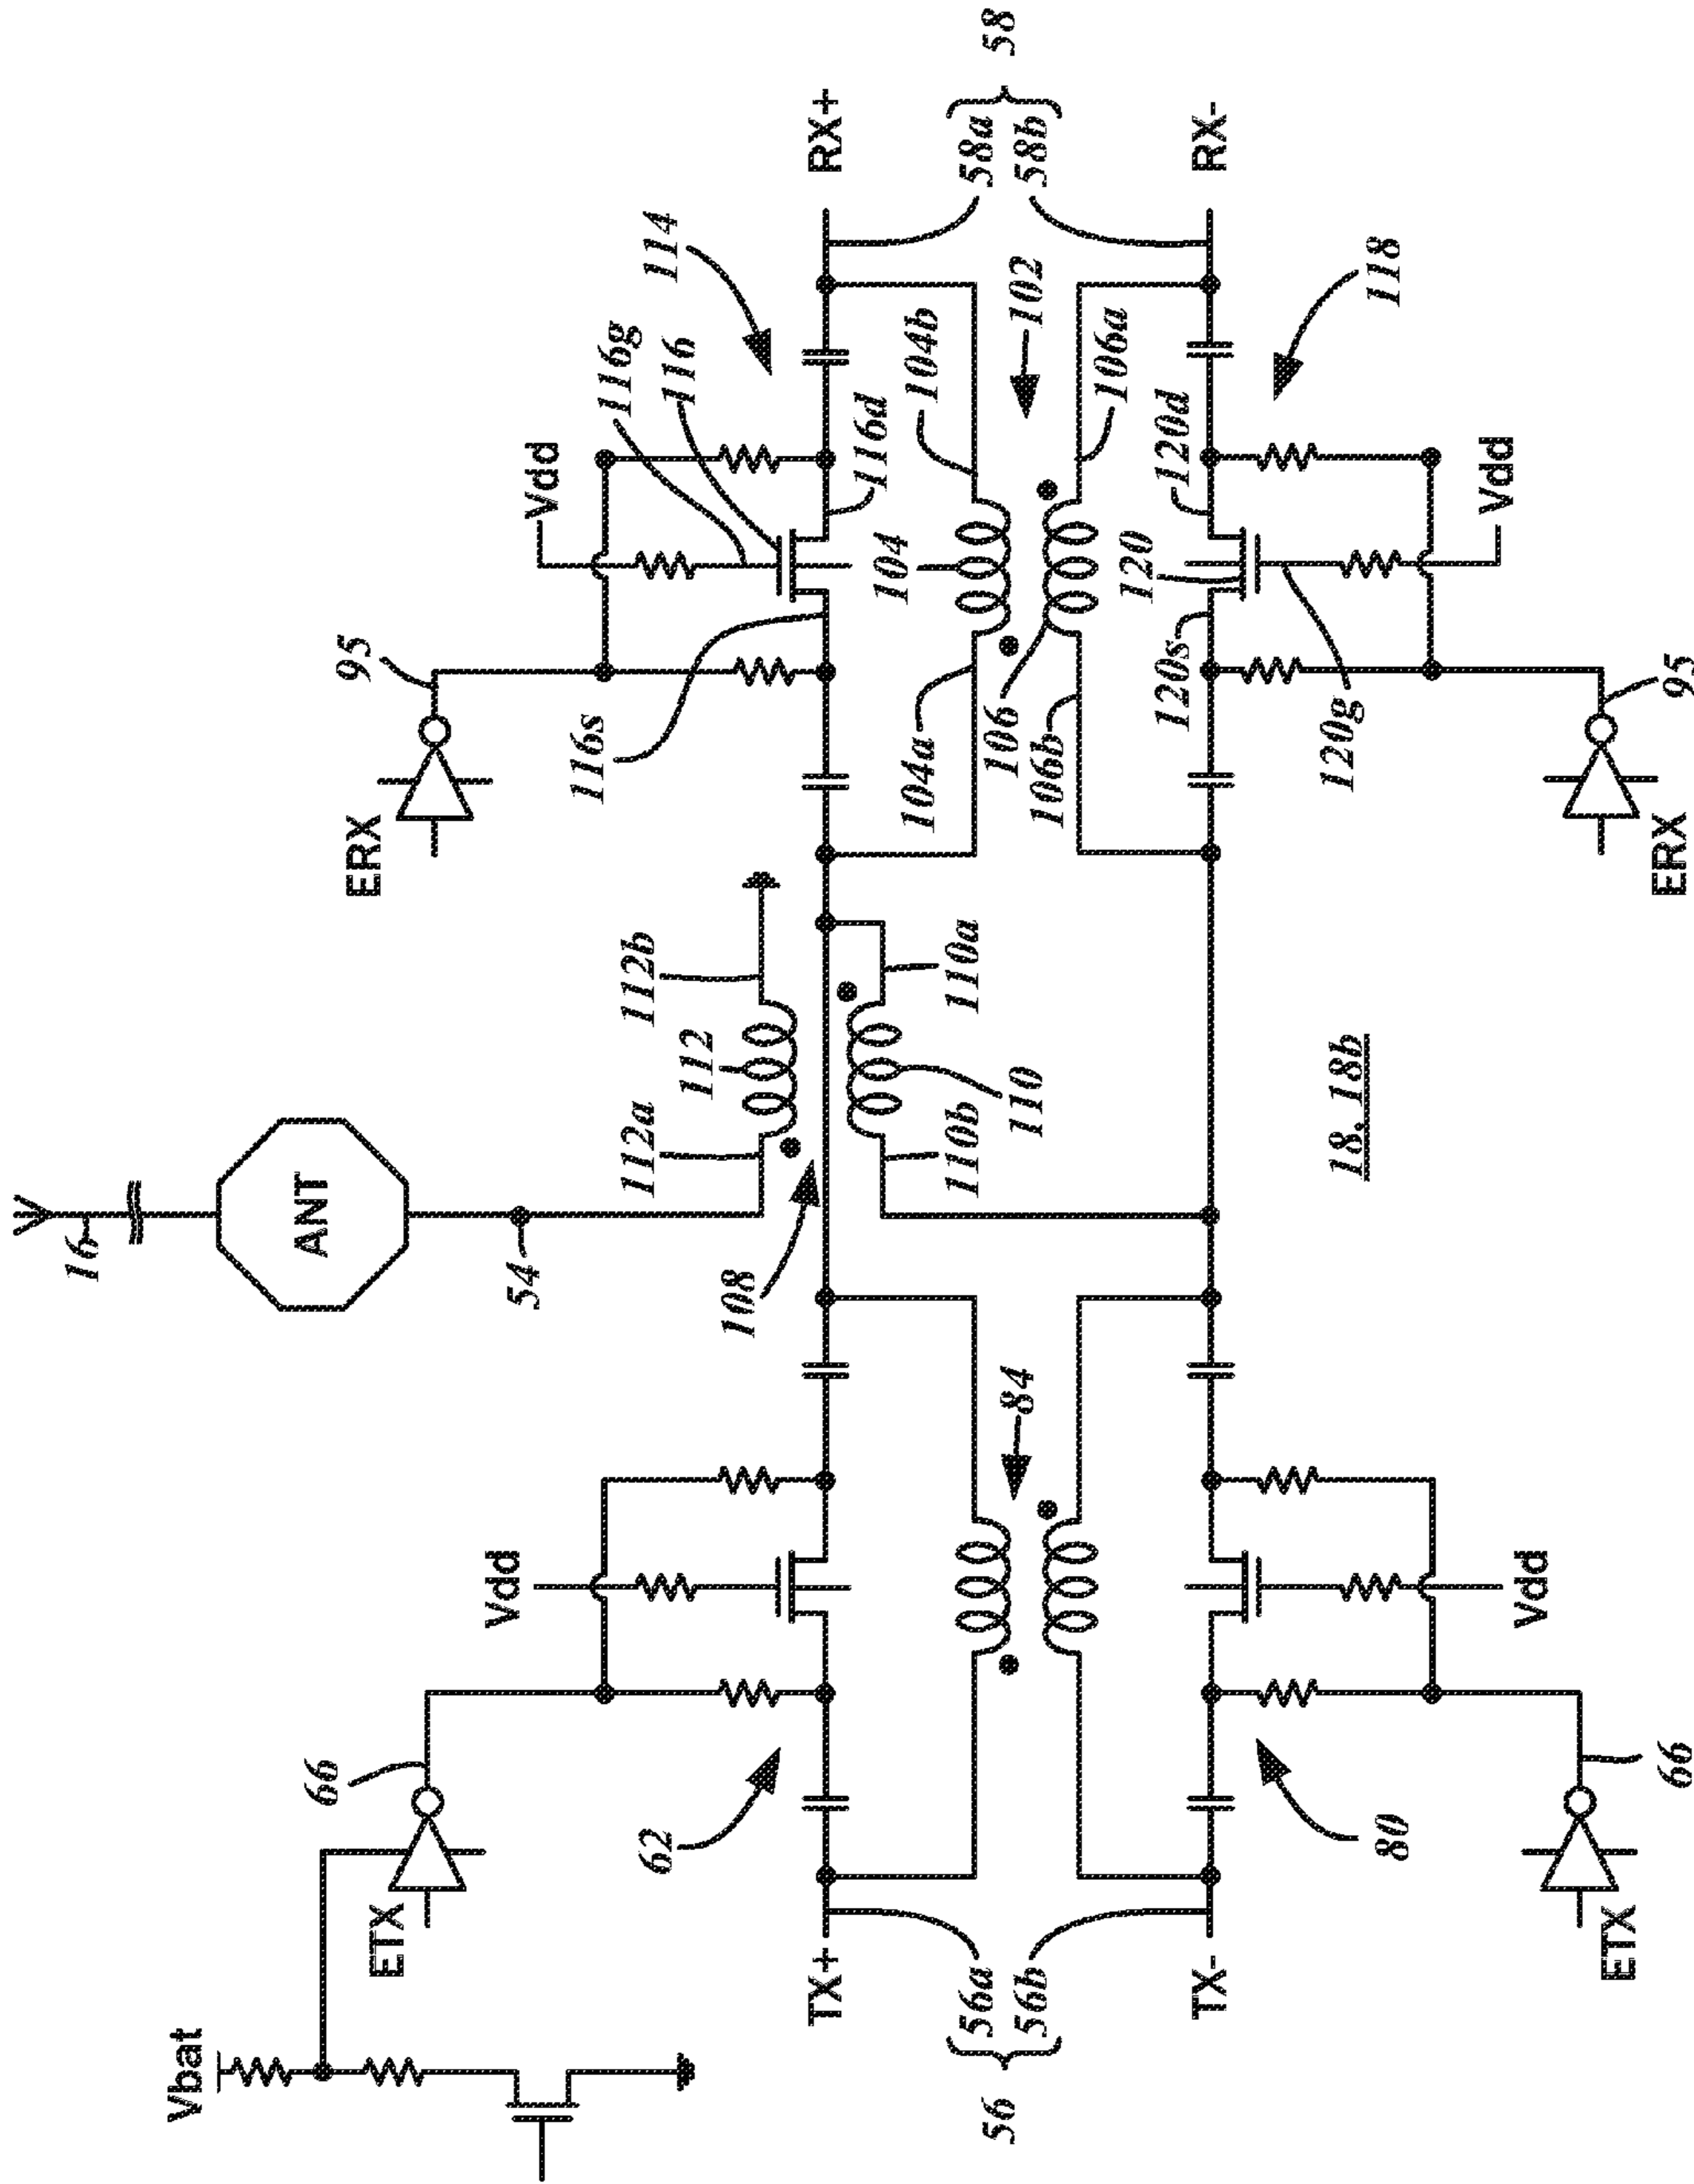 16
ANT
54
Vbat
ETX
66
Vdd
62
108
112a
112
112b
110a
110
110b
ERX
95
Vdd
116g
116
114
116s
116d
TX+
56
56a
56b
TX-
84
104
104a
104b
106
106b
106a
102
RX+
58a
58b
58
RX-
80
120
120s
120d
120g
118
Vdd
Vdd
ETX
66
ERX
95
18, 18b